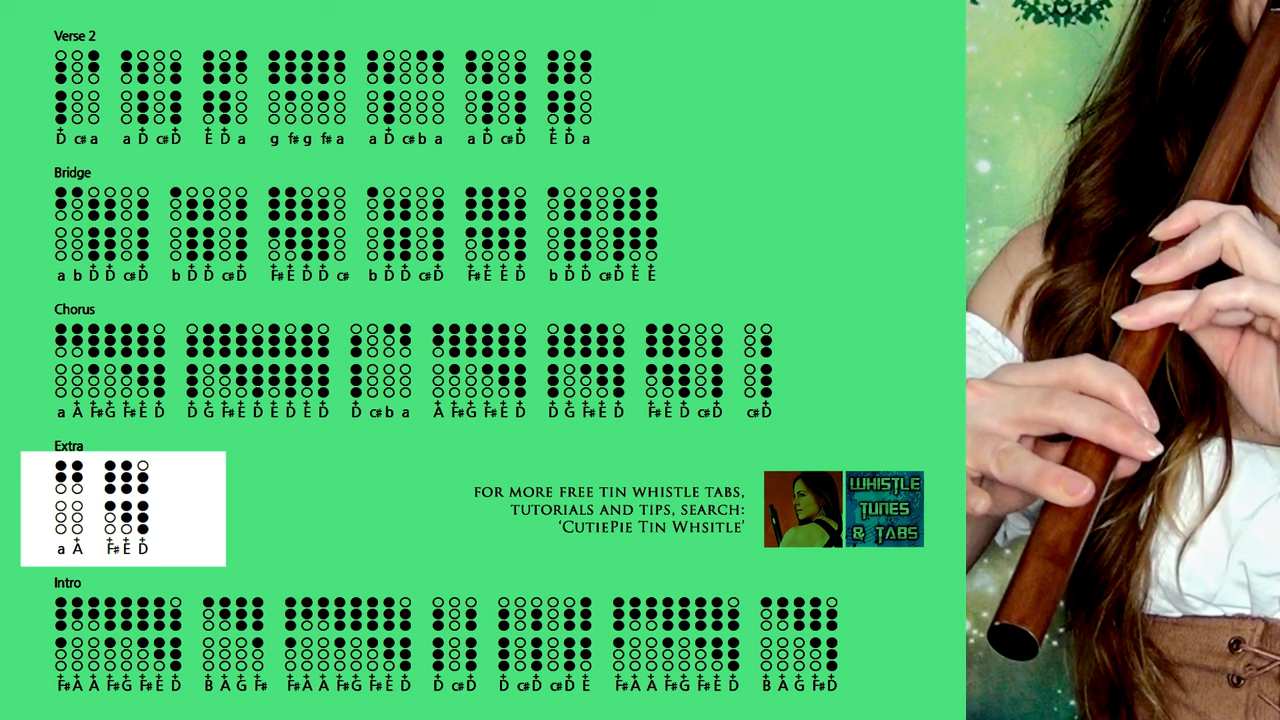 Verse 2
D c# a a D c# D E D a g f# g f# a a D c# b a a D c# D E D a
Bridge
a b D D c# D b D D c# D F# E D D c# b D D c# D F# E E D b D D c# D E E
Chorus
a A F# G F# E D D G F# E D E D E D D c# b a A F# G F# E D D G F# E D F# E D c# D c# D
Extra
a A F# E D
FOR MORE FREE TIN WHISTLE TABS,
TUTORIALS AND TIPS, SEARCH:
'CUTIEPIE TIN WHSITLE'
WHISTLE
TUNES
& TABS
Intro
F# A A F# G F# E D B A G F# F# A A F# G F# E D D c# D D c# D c# D E F# A A F# G F# E D B A G F# D